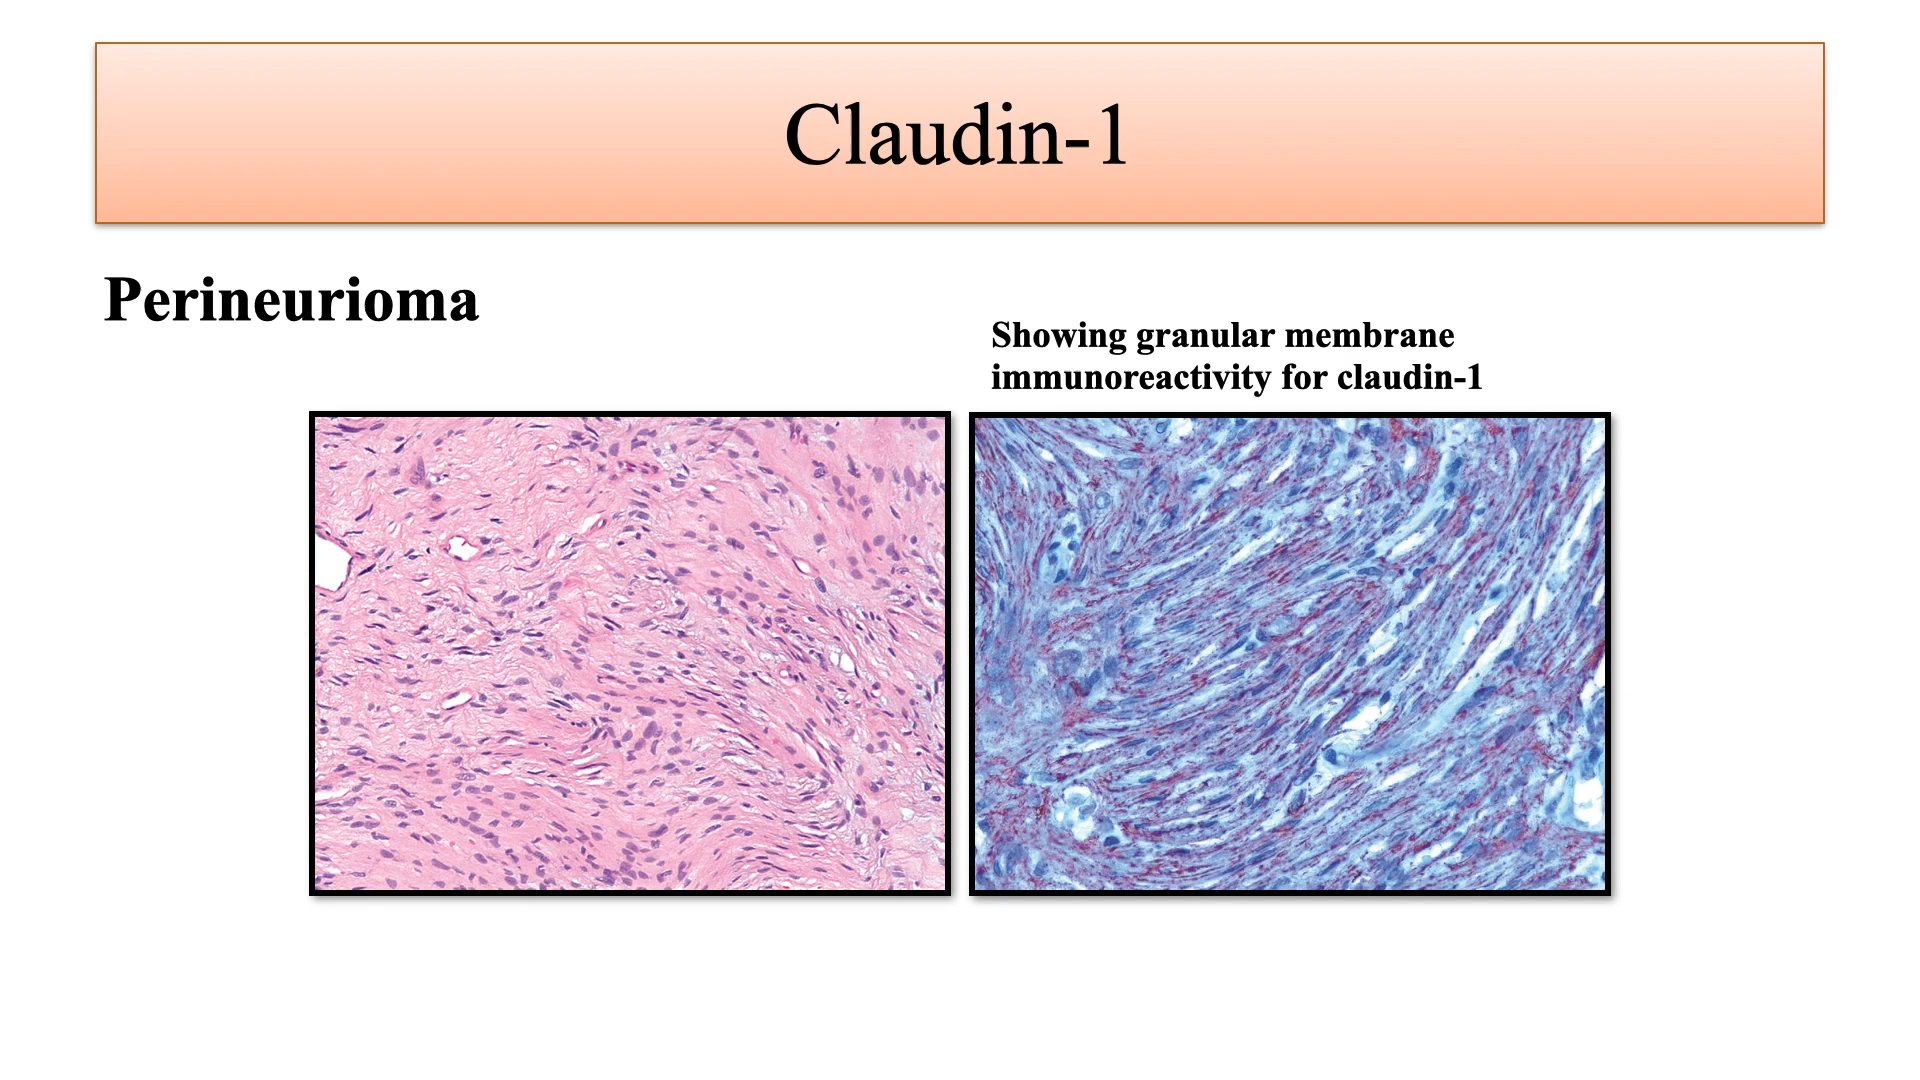 Claudin-1
Perineurioma
Showing granular membrane
immunoreactivity for claudin-1